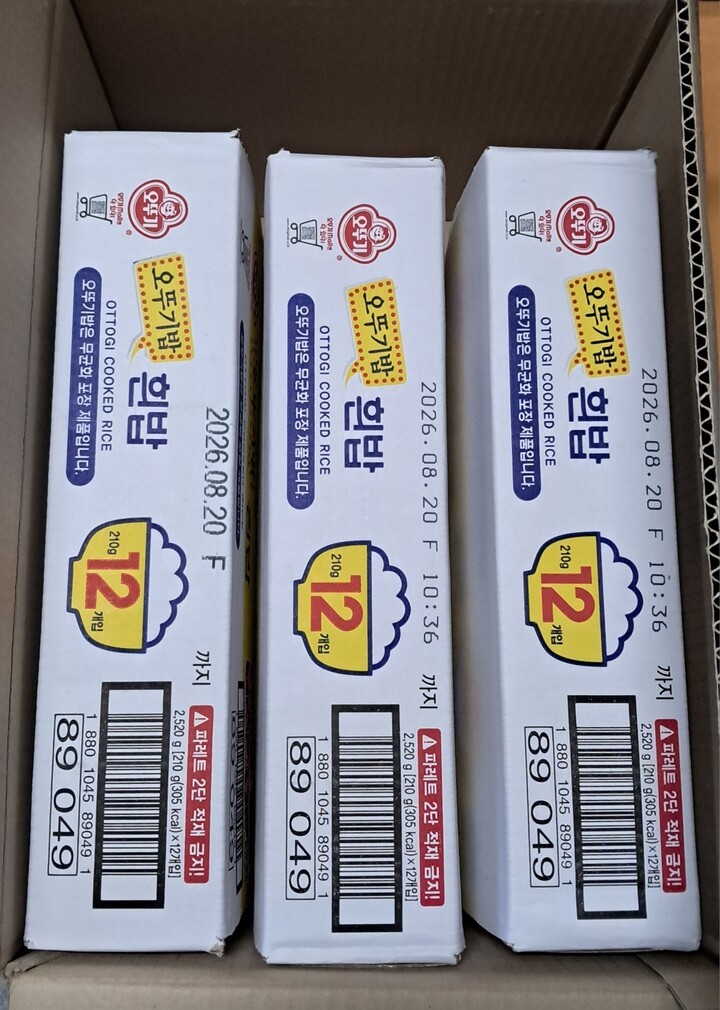 오뚜기
오뚜기밥
흰밥
OTTOGI COOKED RICE
오뚜기밥은 무균화 포장 제품입니다.
2026.08.20 F
까지
210g
12
개입
⚠파레트 2단 적재 금지!
2,520 g [210 g(305 kcal)×12개입]
1 880 1045 89049 1
89 049
오뚜기
오뚜기밥
흰밥
OTTOGI COOKED RICE
오뚜기밥은 무균화 포장 제품입니다.
2026.08.20 F 10:36
까지
210g
12
개입
⚠파레트 2단 적재 금지!
2,520 g [210 g(305 kcal)×12개입]
1 880 1045 89049 1
89 049
오뚜기
오뚜기밥
흰밥
OTTOGI COOKED RICE
오뚜기밥은 무균화 포장 제품입니다.
2026.08.20 F 10:36
까지
210g
12
개입
⚠파레트 2단 적재 금지!
2,520 g [210 g(305 kcal)×12개입]
1 880 1045 89049 1
89 049